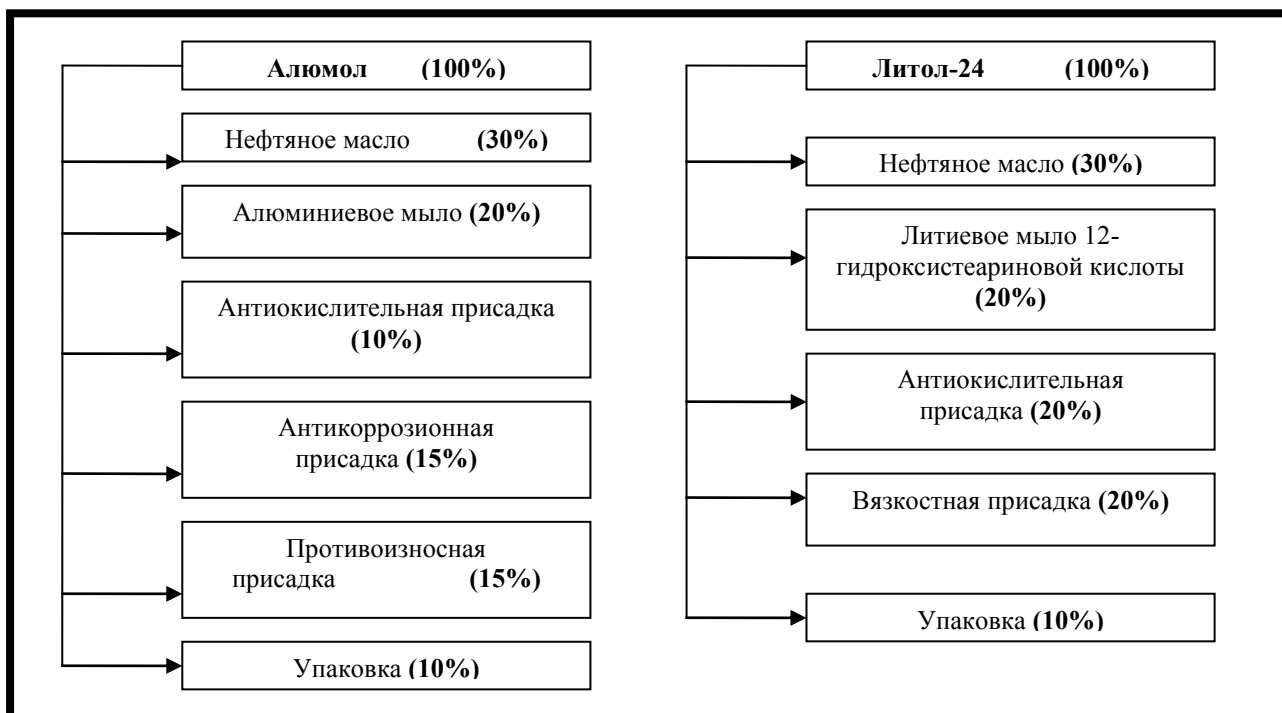 Алюмол (100%)
Нефтяное масло (30%)
Алюминиевое мыло (20%)
Антиокислительная присадка
(10%)
Антикоррозионная
присадка (15%)
Противоизносная
присадка (15%)
Упаковка (10%)
Литол-24 (100%)
Нефтяное масло (30%)
Литиевое мыло 12-
гидроксистеариновой кислоты
(20%)
Антиокислительная
присадка (20%)
Вязкостная присадка (20%)
Упаковка (10%)